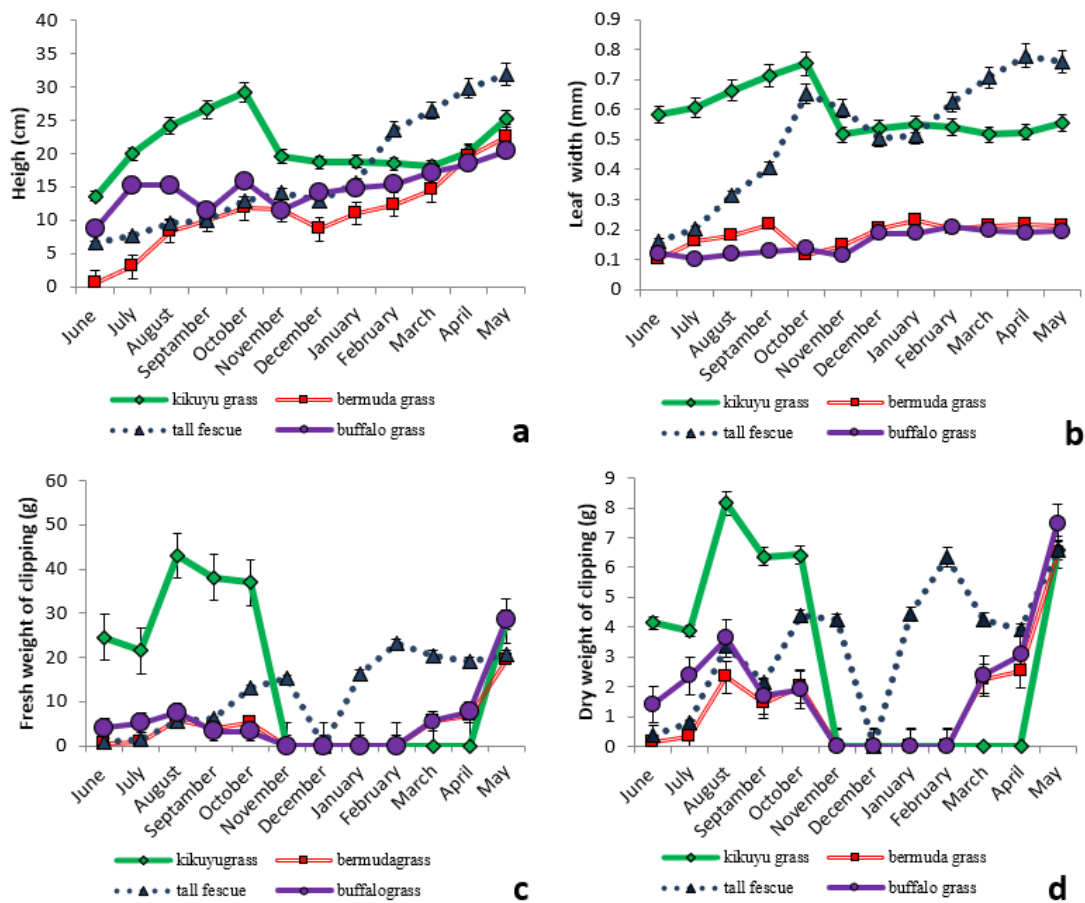 Heigh (cm)
40
35
30
25
20
15
10
5
0
June
July
August
Septamber
October
November
December
January
February
March
April
May
kikuyu grass
bermuda grass
tall fescue
buffalo grass
a
Leaf width (mm)
0.9
0.8
0.7
0.6
0.5
0.4
0.3
0.2
0.1
0
June
July
August
Septamber
October
November
December
January
February
March
April
May
kikuyu grass
bermuda grass
tall fescue
buffalo grass
b
Fresh weight of clipping (g)
60
50
40
30
20
10
0
June
July
August
Septamber
October
November
December
January
February
March
April
May
kikuyugrass
bermudagrass
tall fescue
buffalograss
c
Dry weight of clipping (g)
9
8
7
6
5
4
3
2
1
0
June
July
August
Septamber
October
November
December
January
February
March
April
May
kikuyu grass
bermuda grass
tall fescue
buffalo grass
d